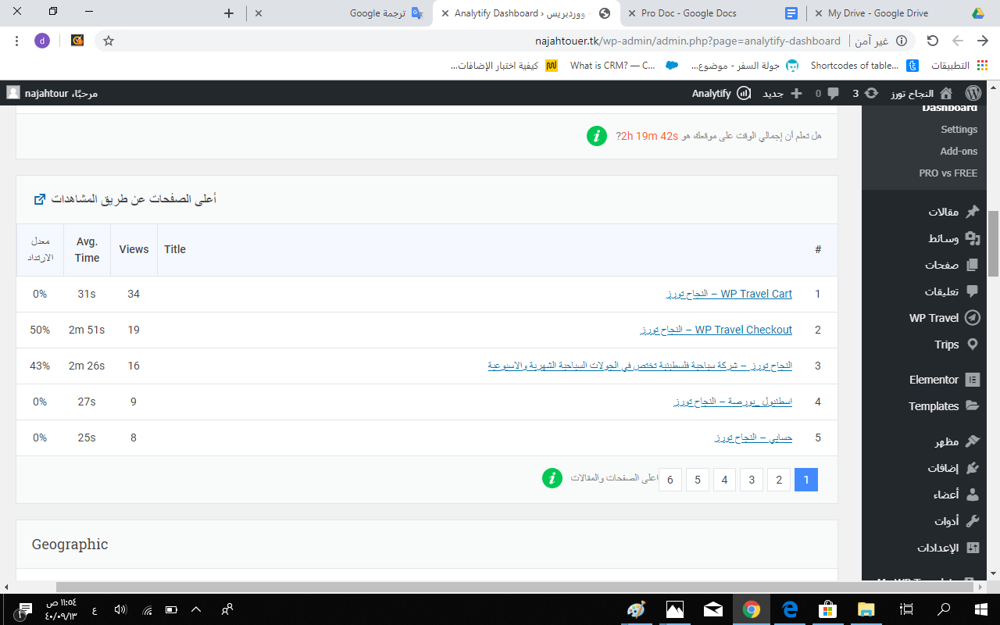 My Drive - Google Drive
Pro Doc - Google Docs
Analytify Dashboard ‹ ووردبريس
ترجمة Google
najahtouer.tk/wp-admin/admin.php?page=analytify-dashboard
غير آمن
d
التطبيقات
Shortcodes of table...
جولة السفر - موضوع...
What is CRM? — C...
كيفية اختبار الإضافات...
النجاح تورز
3
0
جديد
Analytify
مرحبًا، najahtour
Dashboard
Settings
Add-ons
PRO vs FREE
مقالات
وسائط
صفحات
تعليقات
WP Travel
Trips
Elementor
Templates
مظهر
إضافات
أعضاء
أدوات
الإعدادات
هل تعلم أن إجمالي الوقت على موقعك هو 2h 19m 42s?
أعلى الصفحات عن طريق المشاهدات
# Title Views Avg. Time معدل الارتداد
1 WP Travel Cart – النجاح تورز 34 31s 0%
2 WP Travel Checkout – النجاح تورز 19 2m 51s 50%
3 النجاح تورز – شركة سياحية فلسطينية تختص في الجولات السياحية الشهرية والاسبوعية 16 2m 26s 43%
4 اسطنبول _بورصة – النجاح تورز 9 27s 0%
5 حسابي – النجاح تورز 8 25s 0%
1 2 3 4 5 6 اعلى الصفحات والمقالات
Geographic
ع
١١:٥٤ ص
٤٠/٠٩/١٣
١